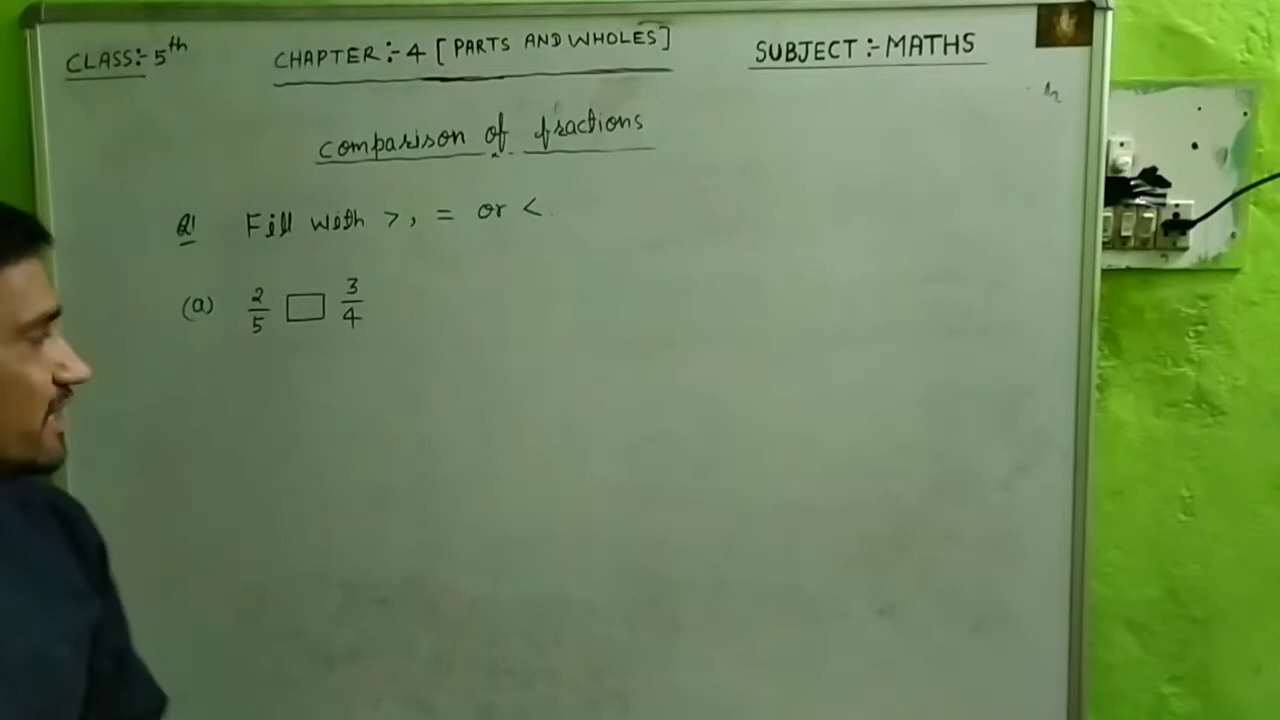 CLASS:- 5th CHAPTER:- 4 [PARTS AND WHOLES] SUBJECT:- MATHS
Comparison of fractions
Q1 Fill with >, = or <.
(a) 2/5 □ 3/4